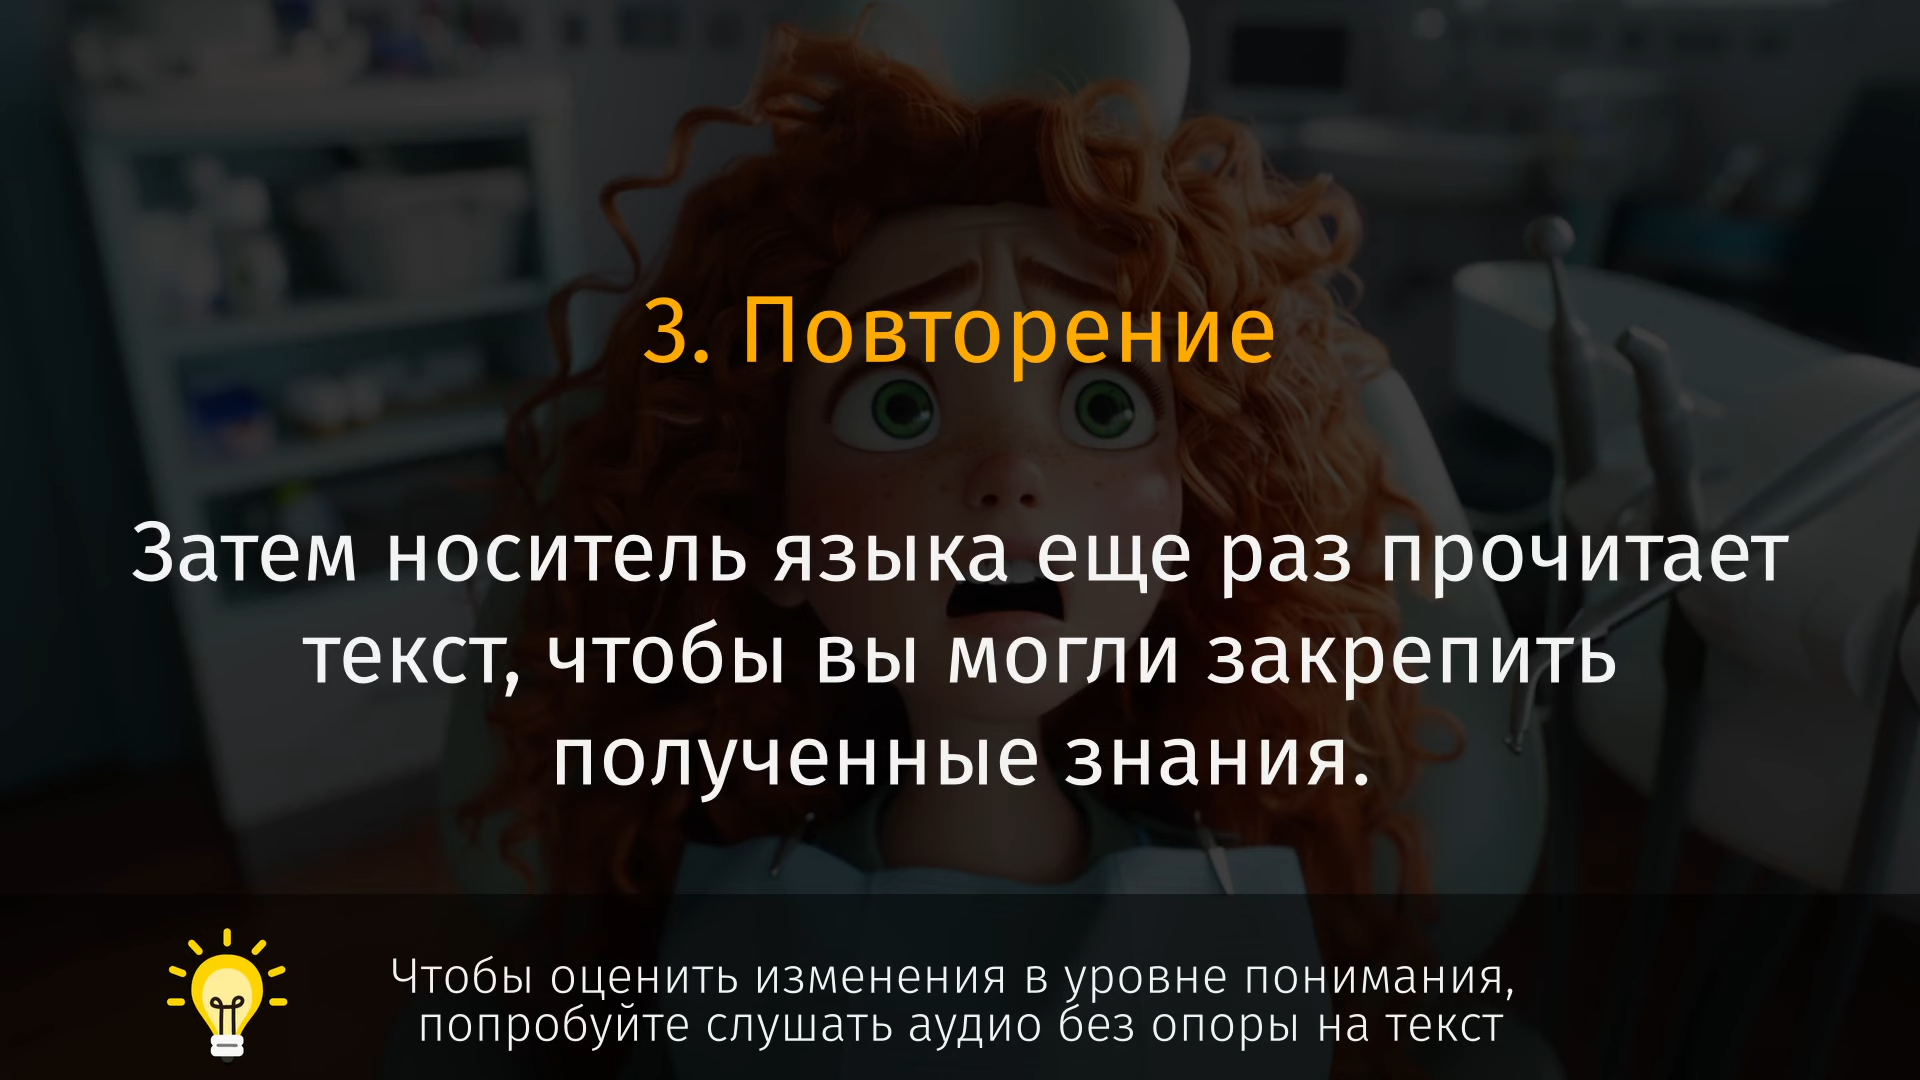 3. Повторение
Затем носитель языка еще раз прочитает
текст, чтобы вы могли закрепить
полученные знания.
Чтобы оценить изменения в уровне понимания,
попробуйте слушать аудио без опоры на текст